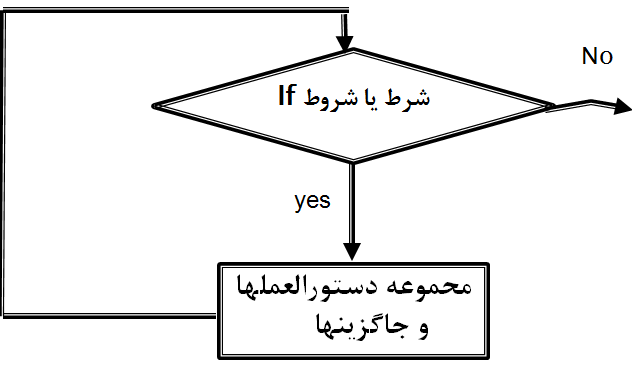 No
شرط یا شروط If
yes
مجموعه دستورالعملها
و جاگزینها